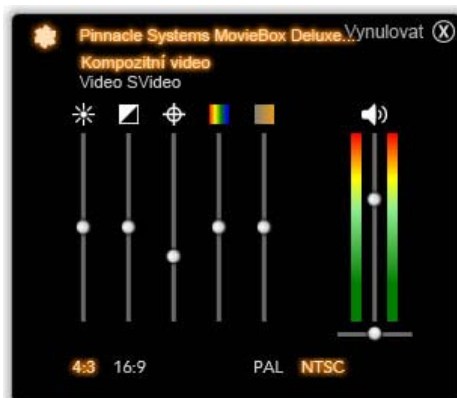 Pinnacle Systems MovieBox Deluxe... Vynulovat
Kompozitní video
Video SVideo
4:3 16:9 PAL NTSC